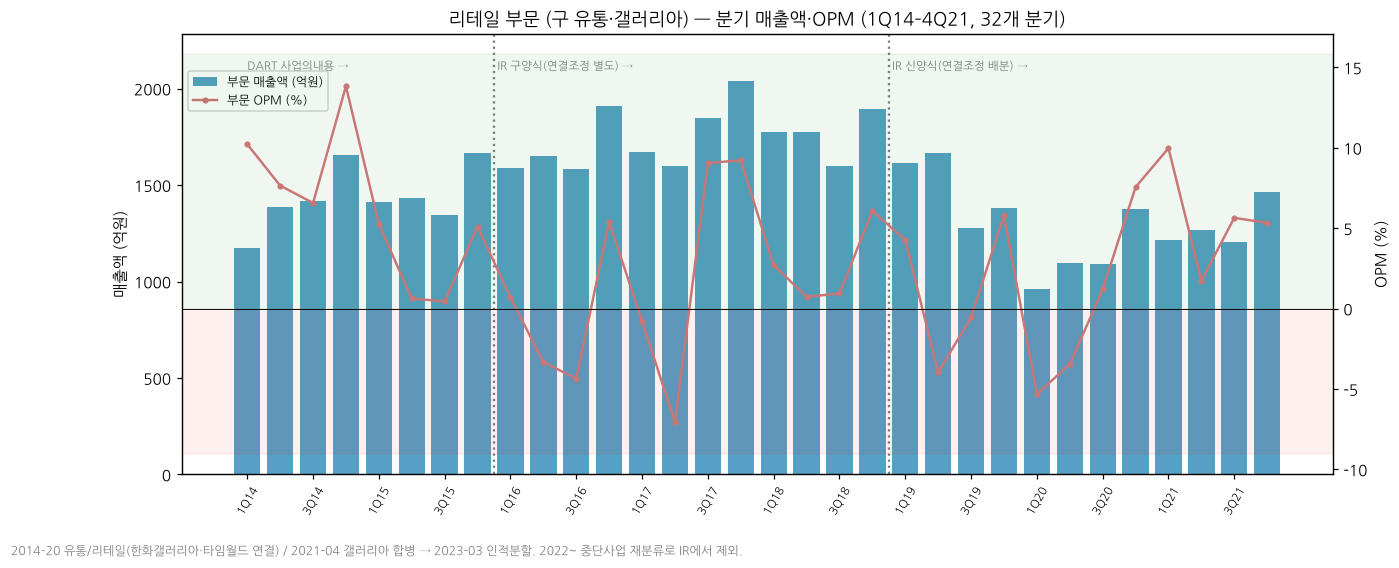 리테일 부문 (구 유통·갤러리아) — 분기 매출액·OPM (1Q14-4Q21, 32개 분기)
DART 사업의내용 →
IR 구양식(연결조정 별도) →
IR 신양식(연결조정 배분) →
부문 매출액 (억원)
부문 OPM (%)
매출액 (억원)
2000
1500
1000
500
0
OPM (%)
15
10
5
0
-5
-10
1Q14
3Q14
1Q15
3Q15
1Q16
3Q16
1Q17
3Q17
1Q18
3Q18
1Q19
3Q19
1Q20
3Q20
1Q21
3Q21
2014-20 유통/리테일(한화갤러리아·타임월드 연결) / 2021-04 갤러리아 합병 → 2023-03 인적분할. 2022~ 중단사업 재분류로 IR에서 제외.